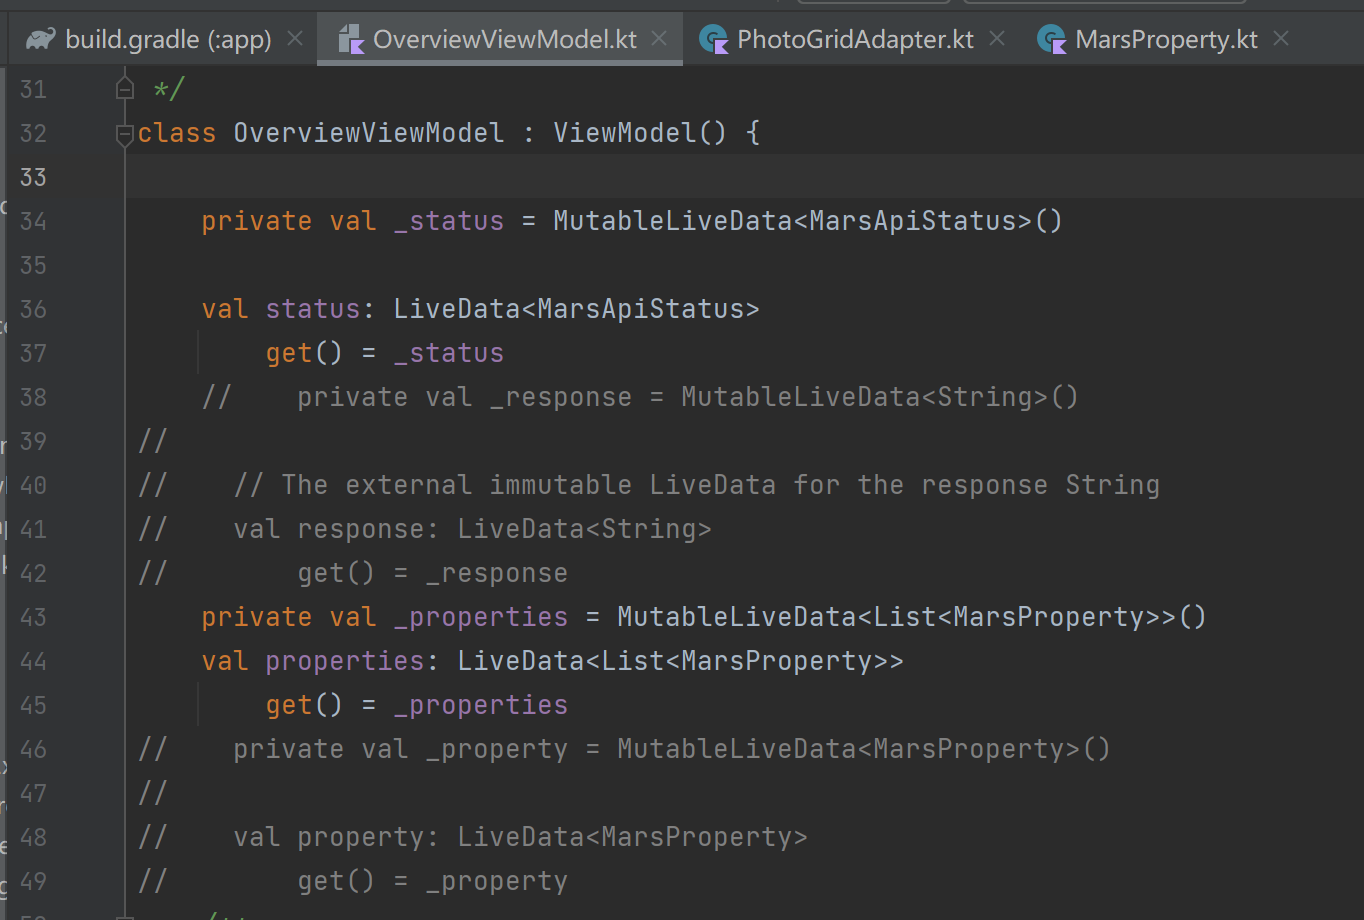 build.gradle (:app) OverviewViewModel.kt PhotoGridAdapter.kt MarsProperty.kt
31 */
32 class OverviewViewModel : ViewModel() {
33
34 private val _status = MutableLiveData<MarsApiStatus>()
35
36 val status: LiveData<MarsApiStatus>
37 get() = _status
38 // private val _response = MutableLiveData<String>()
39 //
40 // // The external immutable LiveData for the response String
41 // val response: LiveData<String>
42 // get() = _response
43 private val _properties = MutableLiveData<List<MarsProperty>>()
44 val properties: LiveData<List<MarsProperty>>
45 get() = _properties
46 // private val _property = MutableLiveData<MarsProperty>()
47 //
48 // val property: LiveData<MarsProperty>
49 // get() = _property